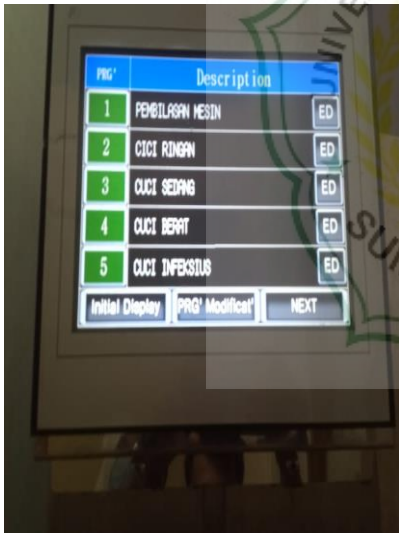 PRG' Description
1 PEMBILASAN MESIN ED
2 CICI RINGAN ED
3 CUCI SEDANG ED
4 CUCI BERAT ED
5 CUCI INFEKSIUS ED
Initial Display PRG' Modificat' NEXT